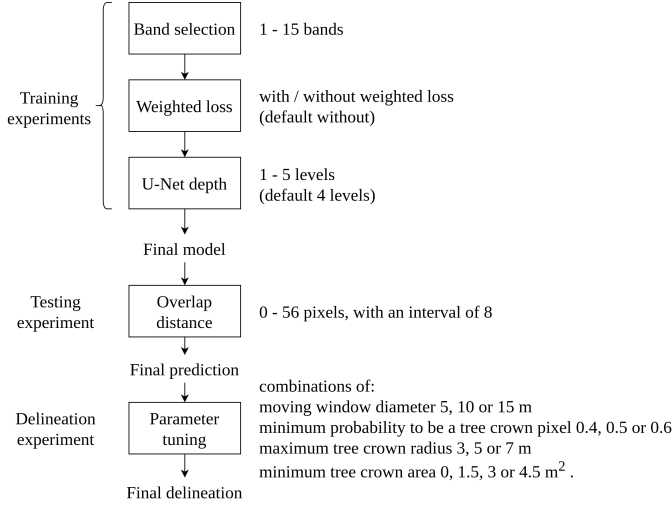 Band selection
1 - 15 bands
Training
experiments
Weighted loss
with / without weighted loss
(default without)
U-Net depth
1 - 5 levels
(default 4 levels)
Final model
Testing
experiment
Overlap
distance
0 - 56 pixels, with an interval of 8
Final prediction
Delineation
experiment
Parameter
tuning
combinations of:
moving window diameter 5, 10 or 15 m
minimum probability to be a tree crown pixel 0.4, 0.5 or 0.6
maximum tree crown radius 3, 5 or 7 m
minimum tree crown area 0, 1.5, 3 or 4.5 m² .
Final delineation